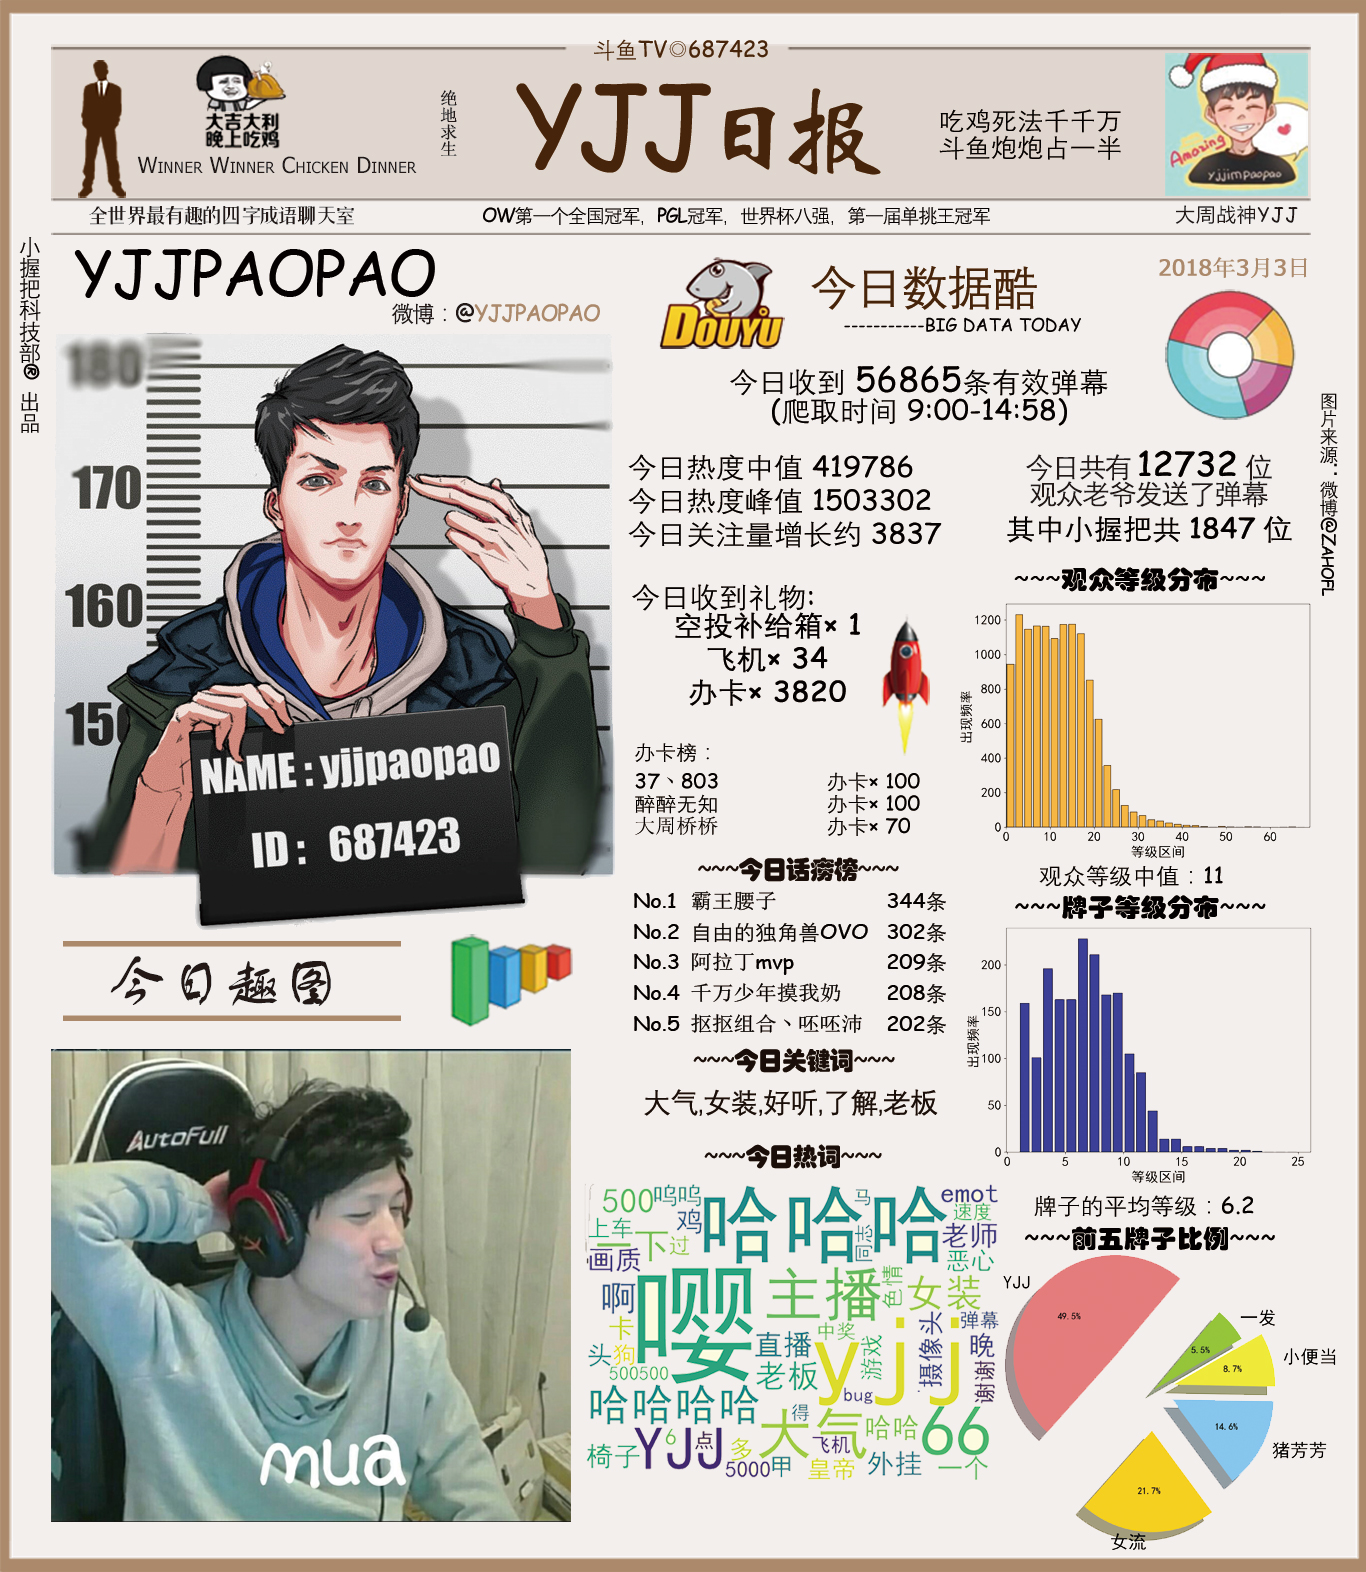 斗鱼TV◎687423
大吉大利
晚上吃鸡
WINNER WINNER CHICKEN DINNER
绝地求生
YJJ日报
吃鸡死法千千万
斗鱼炮炮占一半
Amazing
yjjimpaopao
全世界最有趣的四字成语聊天室
OW第一个全国冠军, PGL冠军, 世界杯八强, 第一届单挑王冠军
大周战神YJJ
小握把科技部® 出品
YJJPAOPAO
微博：@YJJPAOPAO
180
170
160
150
NAME : yjjpaopao
ID : 687423
DOUYU
今日数据酷
-----------BIG DATA TODAY
2018年3月3日
今日收到 56865条有效弹幕
(爬取时间 9:00-14:58)
今日热度中值 419786
今日热度峰值 1503302
今日关注量增长约 3837
今日共有 12732 位
观众老爷发送了弹幕
其中小握把共 1847 位
图片来源：微博@ZAHOFL
今日收到礼物:
空投补给箱× 1
飞机× 34
办卡× 3820
办卡榜：
37丶803 办卡× 100
醉醉无知 办卡× 100
大周桥桥 办卡× 70
~~~今日话痨榜~~~
No.1 霸王腰子 344条
No.2 自由的独角兽OVO 302条
No.3 阿拉丁mvp 209条
No.4 千万少年摸我奶 208条
No.5 抠抠组合丶呸呸沛 202条
~~~今日关键词~~~
大气,女装,好听,了解,老板
~~~今日热词~~~
500 呜呜 哈 哈 哈 马 emot
上车 一下 过 鸡 同志 老师 速度
画质 恶心
啊 嘤 主播 色情 女装
卡 直播 中奖 yjj 游戏 摄像头 弹幕 晚
头 狗 老板 谢谢
500500 bug
哈哈哈哈 得 大气 哈哈 66
椅子 YJJ 6 点 多 飞机 外挂 一个
5000 甲 皇帝
~~~观众等级分布~~~
出现频率
1200
1000
800
600
400
200
0
0 10 20 30 40 50 60
等级区间
观众等级中值：11
~~~牌子等级分布~~~
出现频率
200
150
100
50
0
0 5 10 15 20 25
等级区间
牌子的平均等级：6.2
~~~前五牌子比例~~~
YJJ
49.5%
一发
5.5%
小便当
8.7%
猪芳芳
14.6%
女流
21.7%
今日趣图
AutoFull
mua